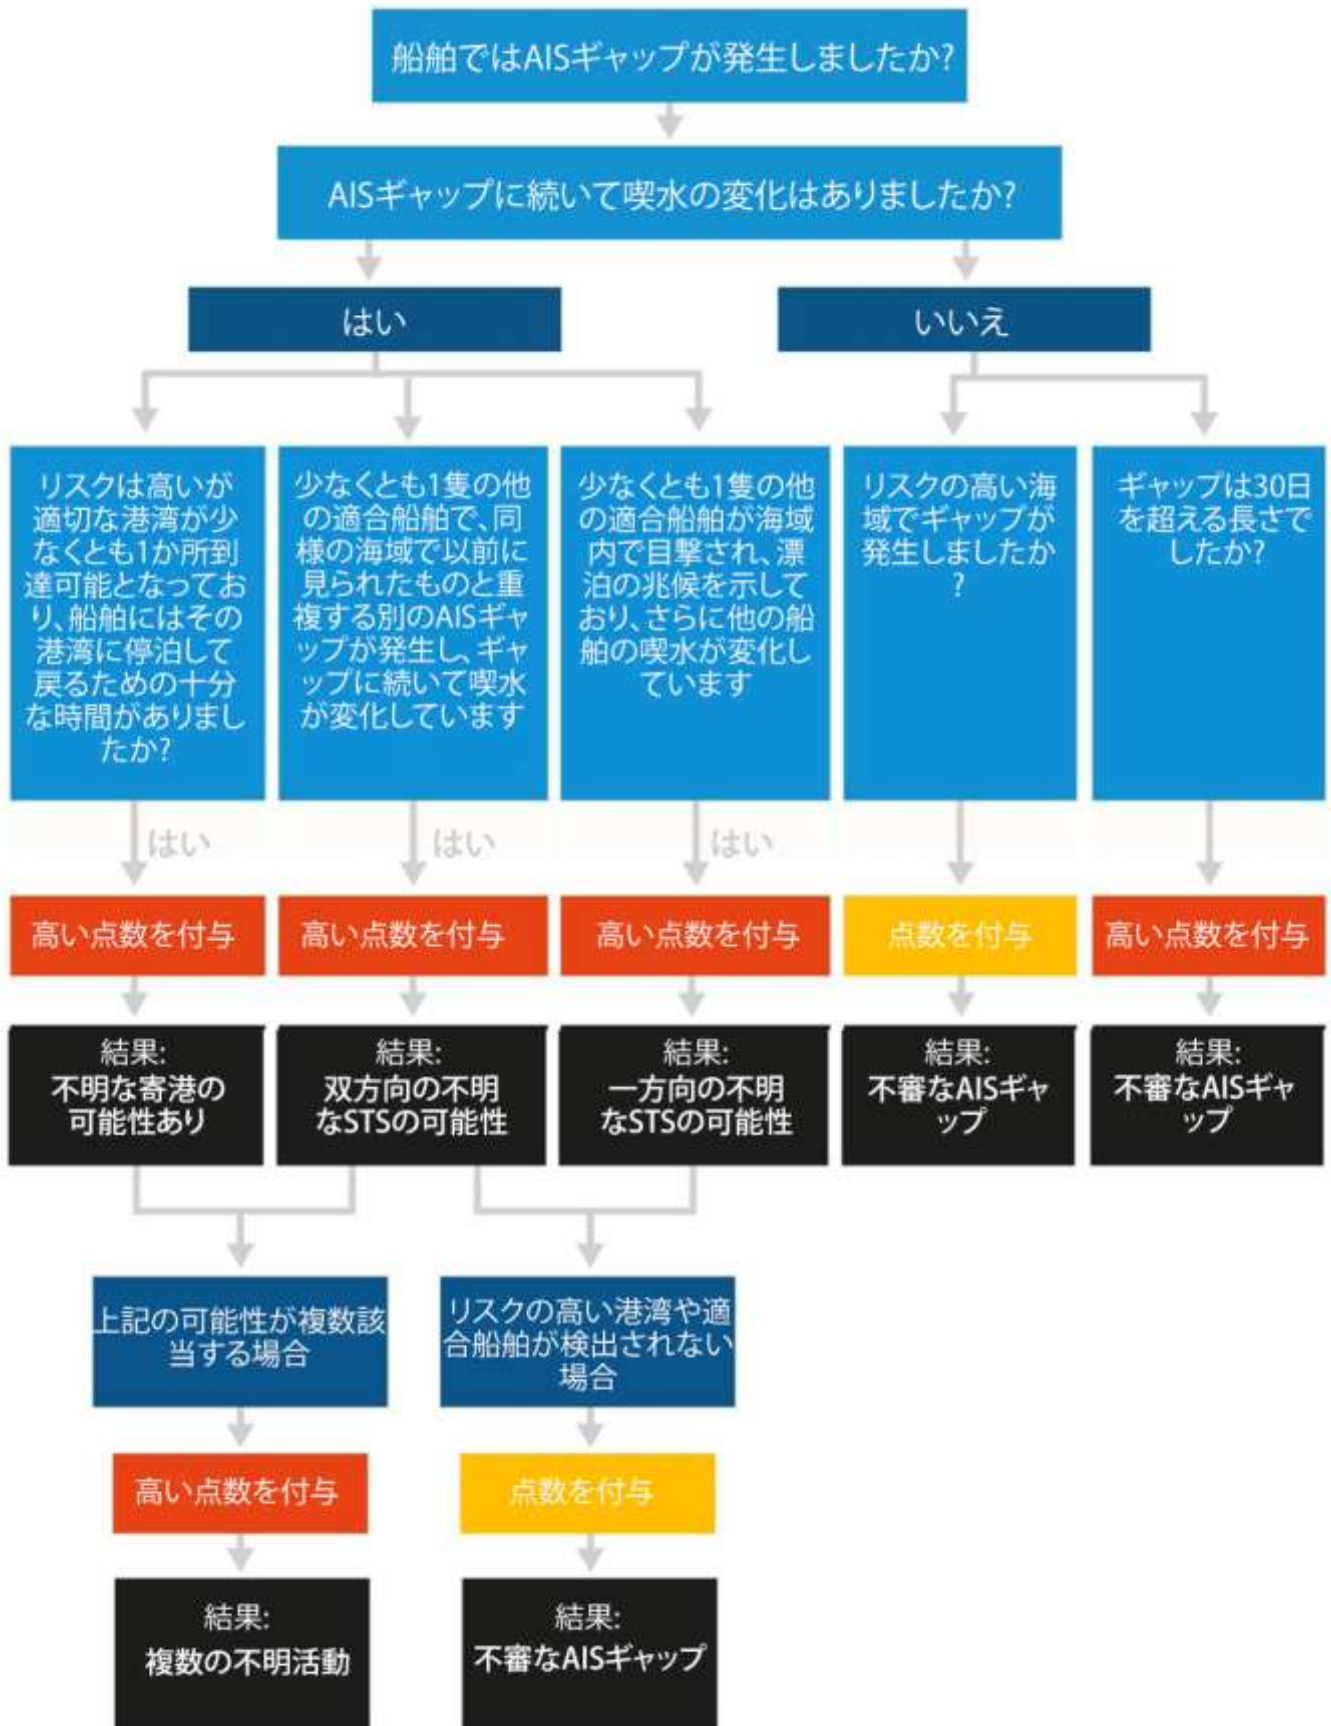 船舶ではAISギャップが発生しましたか?
AISギャップに続いて喫水の変化はありましたか?
はい
いいえ
リスクは高いが
適切な港湾が少
なくとも1か所到
達可能となってお
り、船舶にはその
港湾に停泊して
戻るための十分
な時間がありまし
たか?
少なくとも1隻の他
の適合船舶で、同
様の海域で以前に
見られたものと重
複する別のAISギャ
ップが発生し、ギャ
ップに続いて喫水
が変化しています
少なくとも1隻の他
の適合船舶が海域
内で目撃され、漂
泊の兆候を示して
おり、さらに他の船
舶の喫水が変化し
ています
リスクの高い海
域でギャップが
発生しましたか
?
ギャップは30日
を超える長さで
したか?
はい
はい
はい
高い点数を付与
高い点数を付与
高い点数を付与
点数を付与
高い点数を付与
結果:
不明な寄港の
可能性あり
結果:
双方向の不明
なSTSの可能性
結果:
一方向の不明
なSTSの可能性
結果:
不審なAISギャ
ップ
結果:
不審なAISギャ
ップ
上記の可能性が複数該
当する場合
リスクの高い港湾や適
合船舶が検出されない
場合
高い点数を付与
点数を付与
結果:
複数の不明活動
結果:
不審なAISギャップ